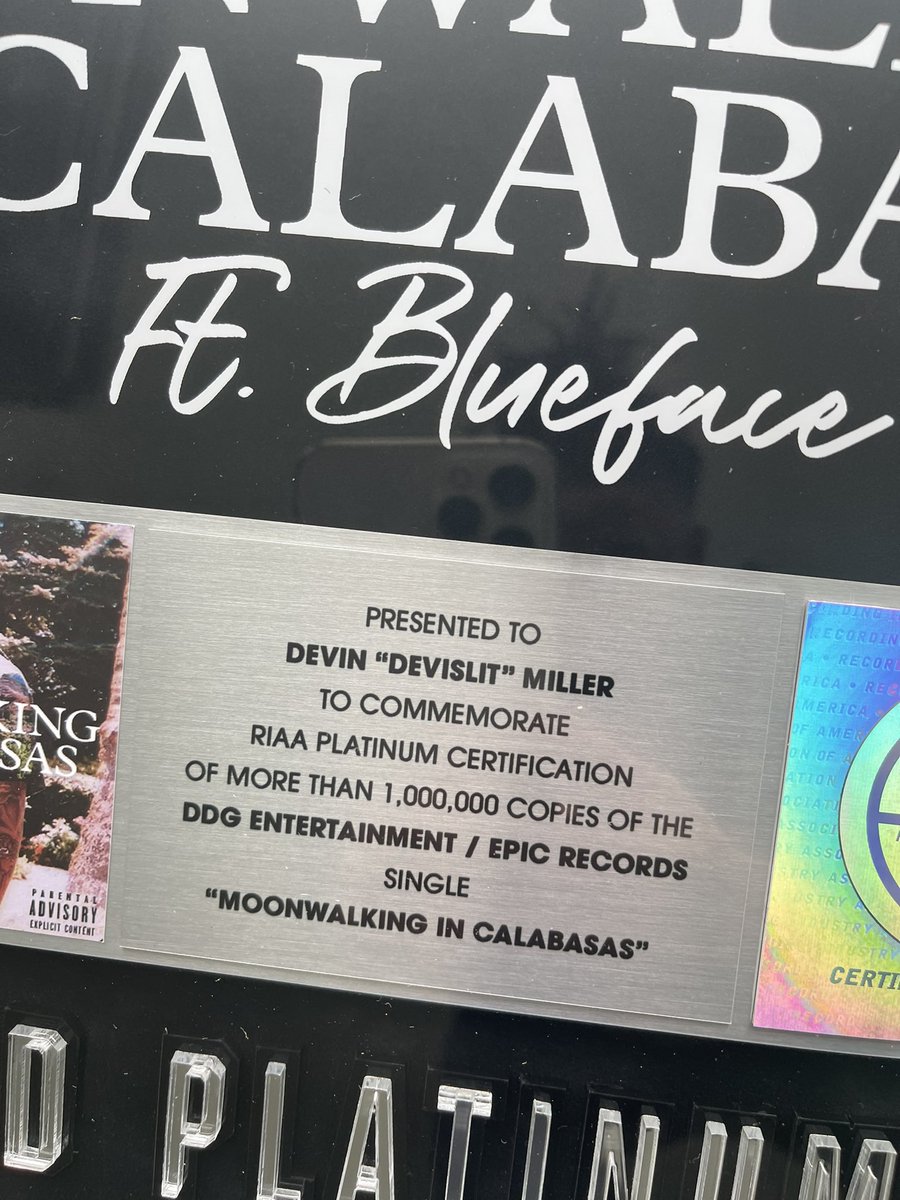 CALABA
Ft. Blueface
PRESENTED TO
DEVIN “DEVISLIT” MILLER
TO COMMEMORATE
RIAA PLATINUM CERTIFICATION
OF MORE THAN 1,000,000 COPIES OF THE
DDG ENTERTAINMENT / EPIC RECORDS
SINGLE
“MOONWALKING IN CALABASAS”
KING
SAS
PARENTAL
ADVISORY
EXPLICIT CONTENT
CERTI
D PLATINUM